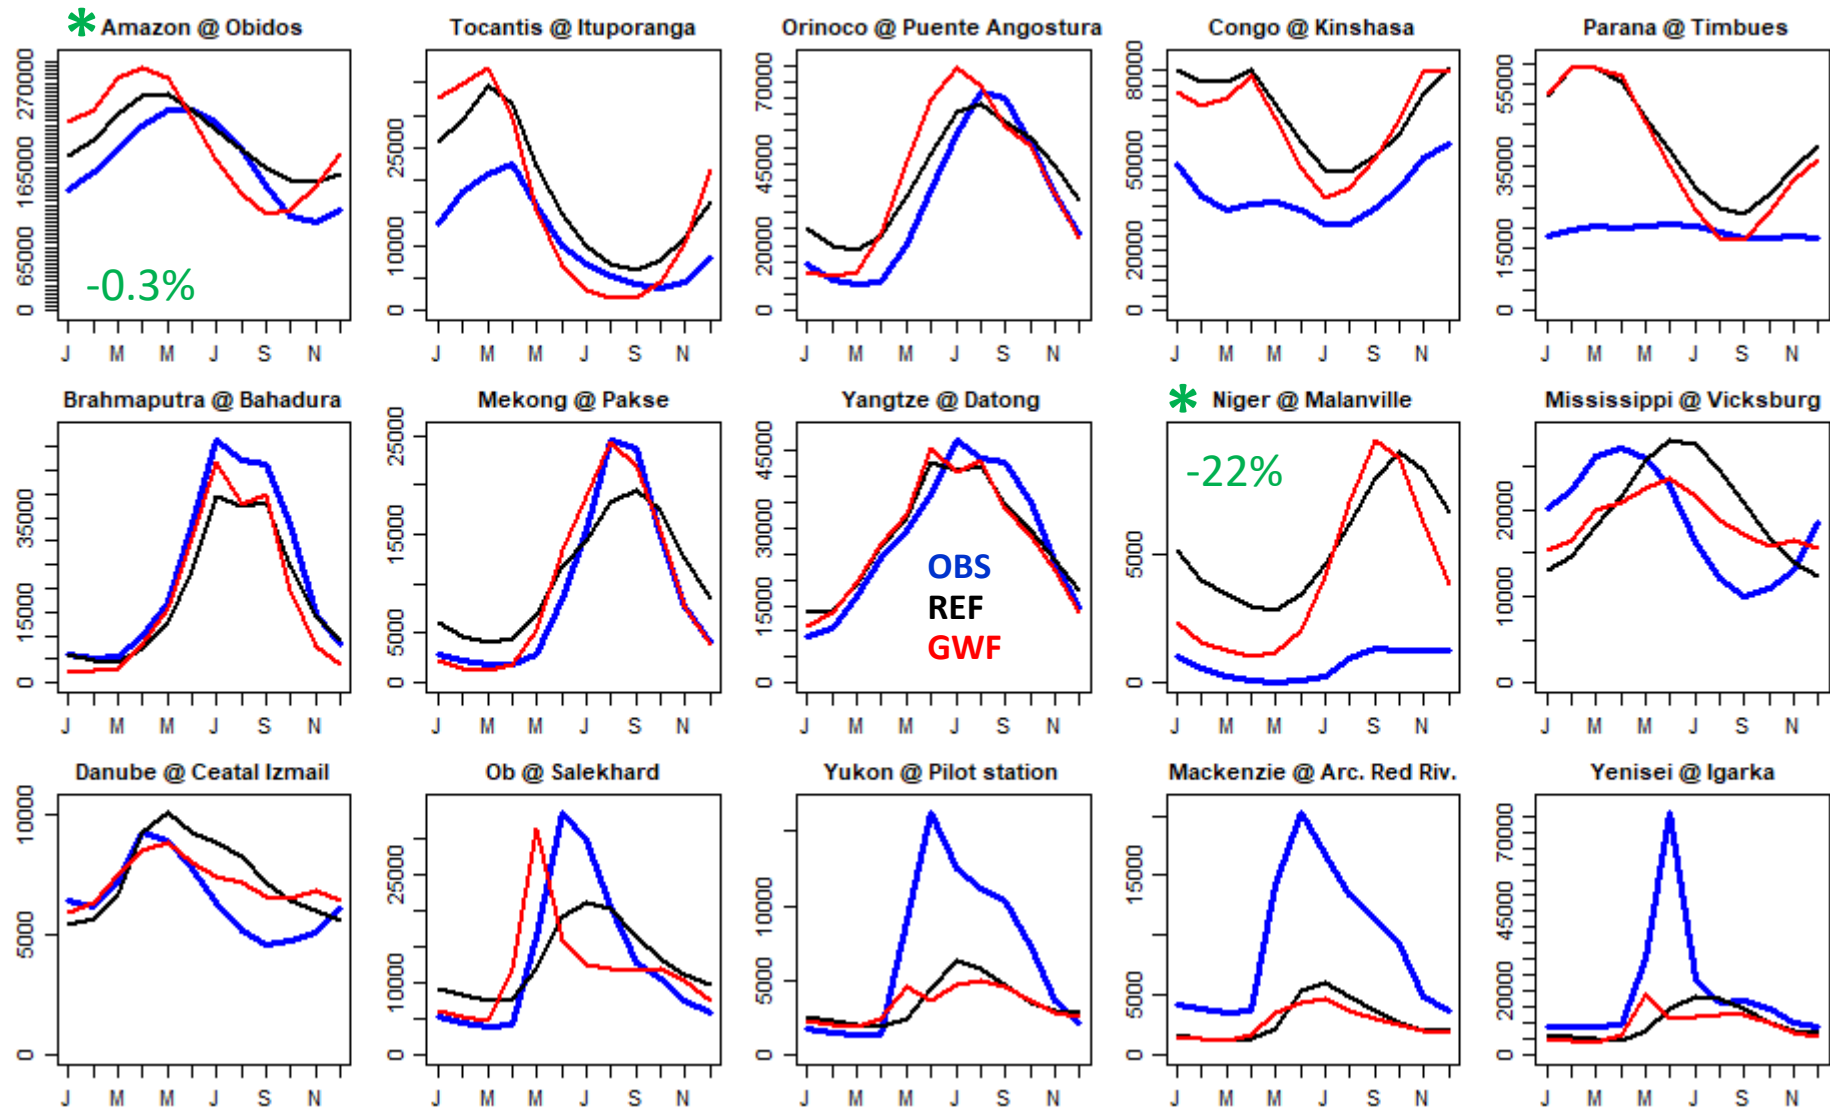 * Amazon @ Obidos
0 65000 165000 270000
-0.3%
J M M J S N
Tocantis @ Ituporanga
0 10000 25000
J M M J S N
Orinoco @ Puente Angostura
0 20000 45000 70000
J M M J S N
Congo @ Kinshasa
0 20000 50000 80000
J M M J S N
Parana @ Timbues
0 15000 35000 55000
J M M J S N
Brahmaputra @ Bahadura
0 15000 35000
J M M J S N
Mekong @ Pakse
0 5000 15000 25000
J M M J S N
Yangtze @ Datong
0 15000 30000 45000
OBS
REF
GWF
J M M J S N
* Niger @ Malanville
0 5000
-22%
J M M J S N
Mississippi @ Vicksburg
0 10000 20000
J M M J S N
Danube @ Ceatal Izmail
0 5000 10000
J M M J S N
Ob @ Salekhard
0 10000 25000
J M M J S N
Yukon @ Pilot station
0 5000 10000
J M M J S N
Mackenzie @ Arc. Red Riv.
0 5000 15000
J M M J S N
Yenisei @ Igarka
0 20000 45000 70000
J M M J S N